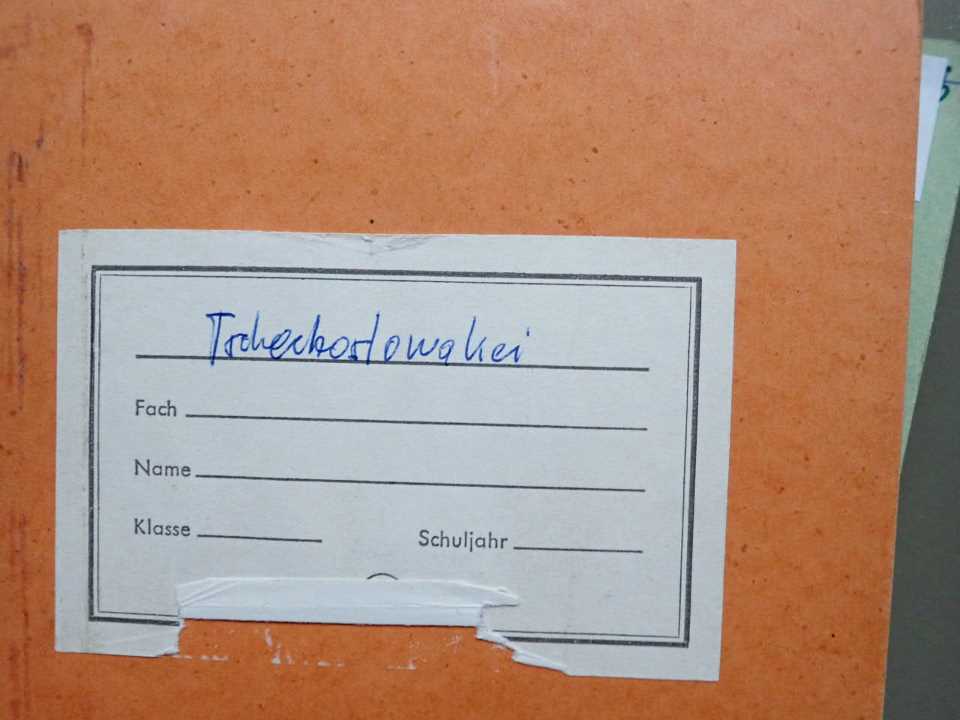 Tschechoslowakei
Fach
Name
Klasse Schuljahr